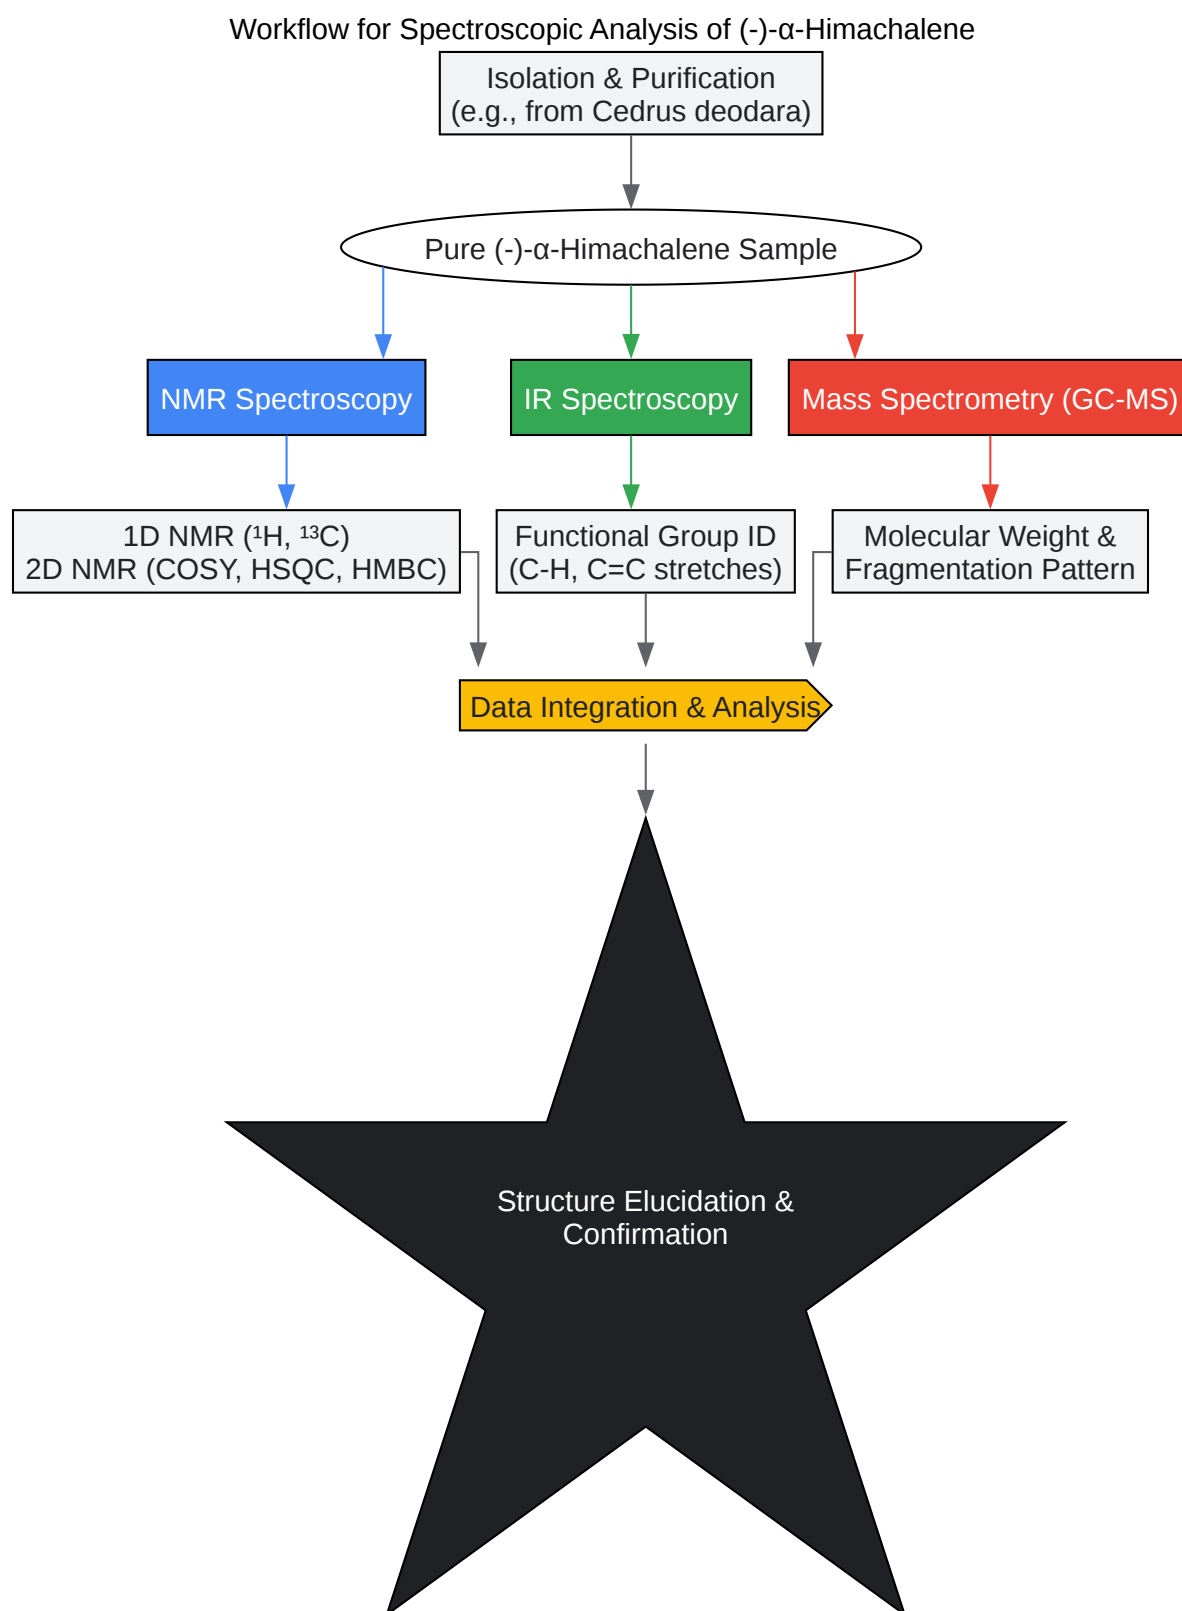 Workflow for Spectroscopic Analysis of (-)-α-Himachalene
Isolation & Purification
(e.g., from Cedrus deodara)
Pure (-)-α-Himachalene Sample
NMR Spectroscopy
IR Spectroscopy
Mass Spectrometry (GC-MS)
1D NMR (¹H, ¹³C)
2D NMR (COSY, HSQC, HMBC)
Functional Group ID
(C-H, C=C stretches)
Molecular Weight &
Fragmentation Pattern
Data Integration & Analysis
Structure Elucidation &
Confirmation